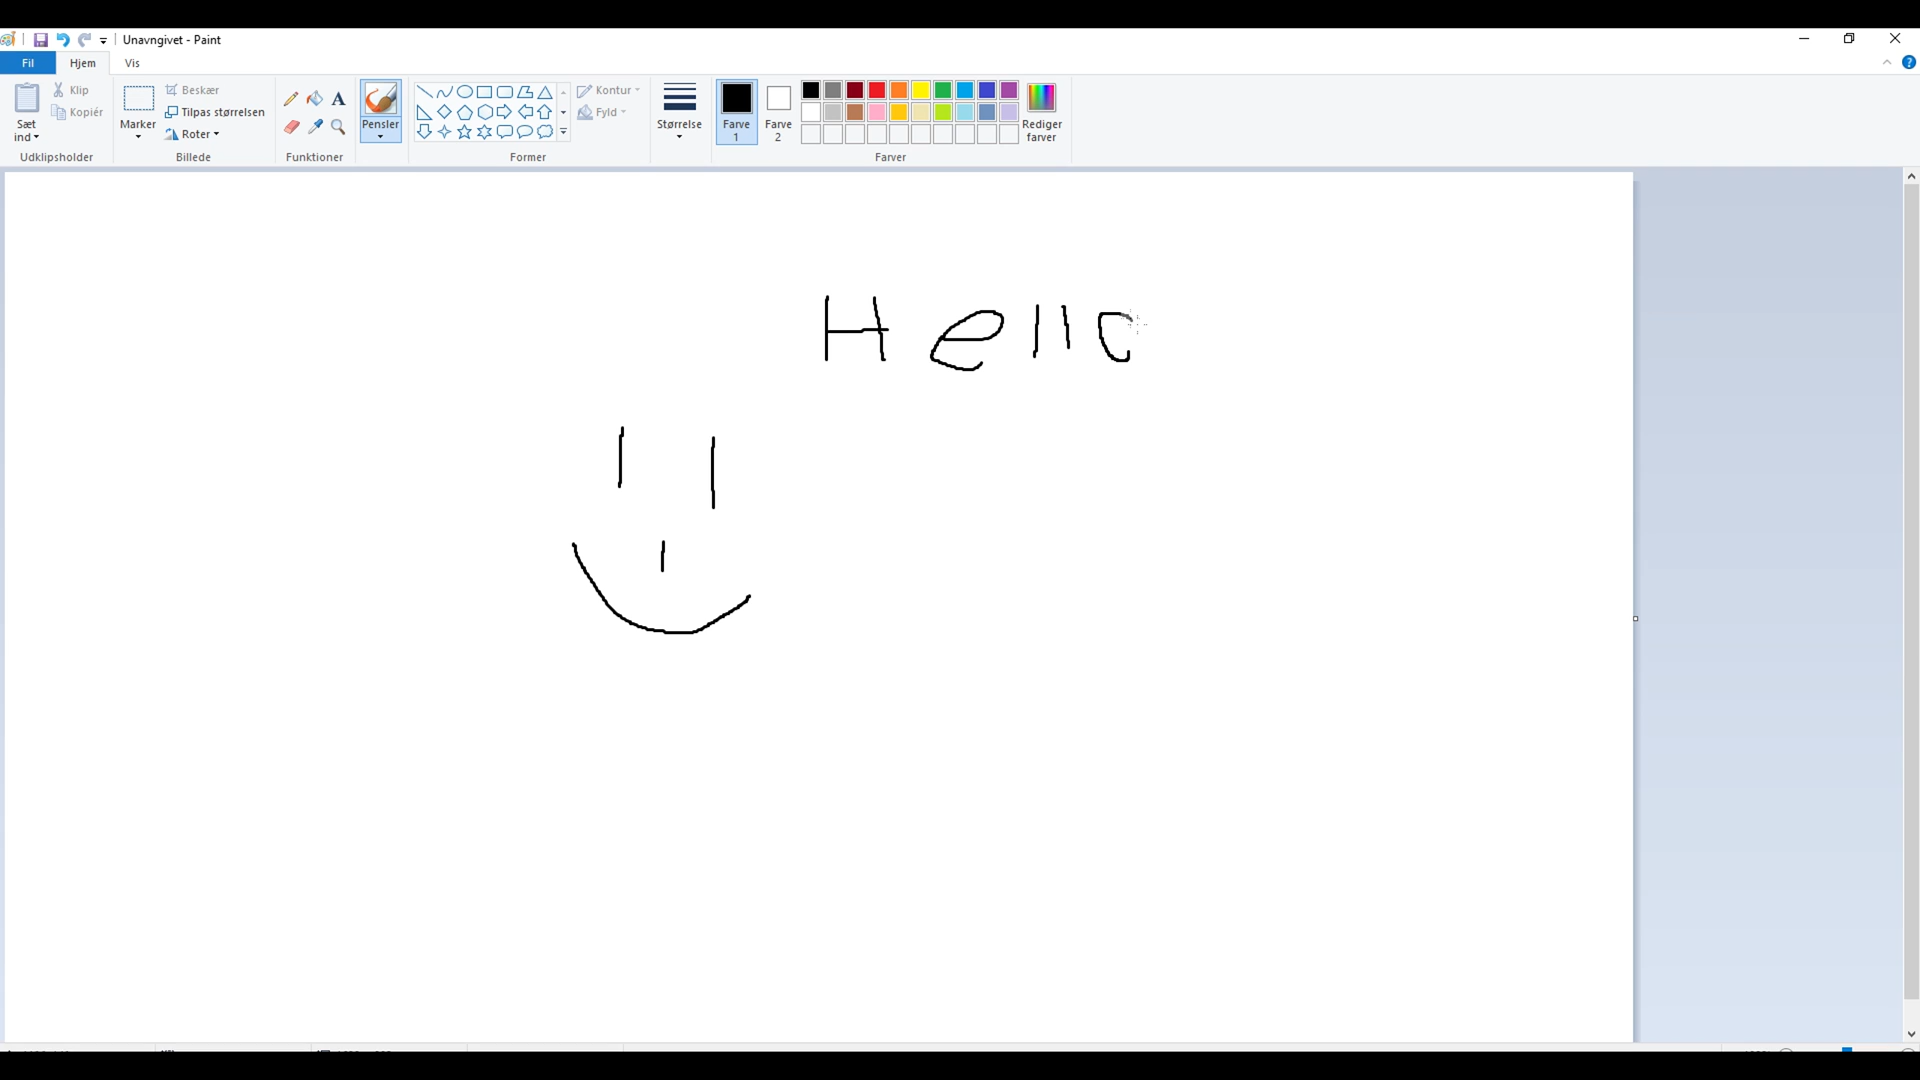 Unavngivet - Paint
Fil Hjem Vis
Sæt ind
Klip
Kopiér
Udklipsholder
Marker
Beskær
Tilpas størrelsen
Roter
Billede
A
Funktioner
Pensler
Kontur
Fyld
Former
Størrelse
Farve 1
Farve 2
Rediger farver
Farver
Hello